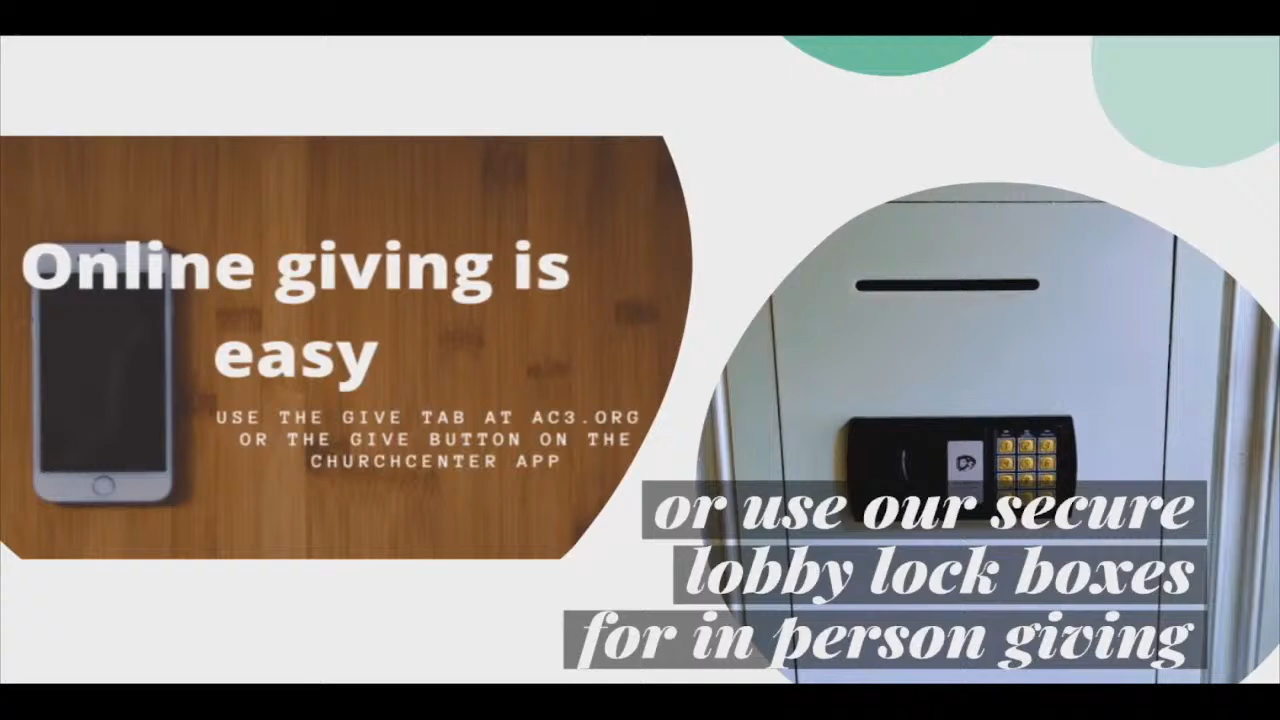 Online giving is
easy
USE THE GIVE TAB AT AC3.ORG
OR THE GIVE BUTTON ON THE
CHURCHCENTER APP
or use our secure
lobby lock boxes
for in person giving